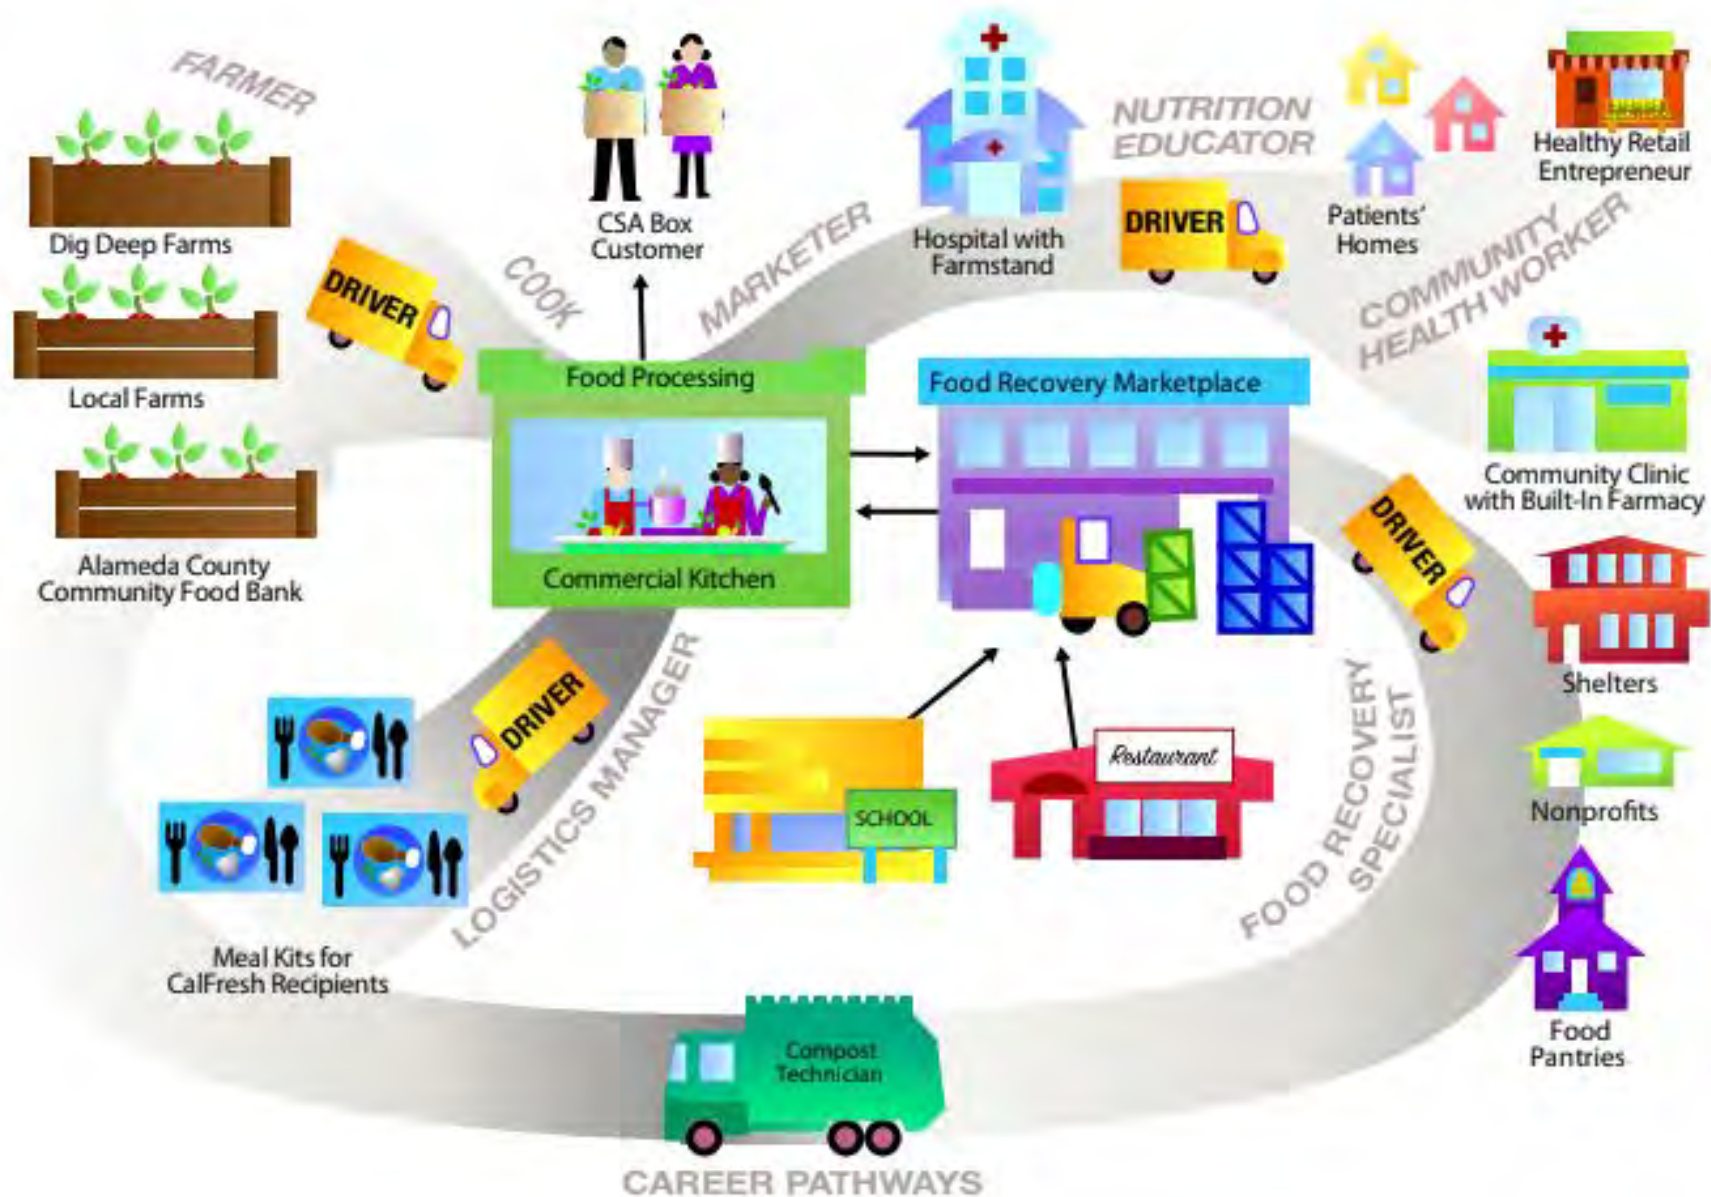 FARMER
Dig Deep Farms
Local Farms
Alameda County
Community Food Bank
DRIVER
COOK
CSA Box
Customer
MARKETER
Hospital with
Farmstand
NUTRITION
EDUCATOR
DRIVER
Patients'
Homes
Healthy Retail
Entrepreneur
COMMUNITY
HEALTH WORKER
Food Processing
Commercial Kitchen
Food Recovery Marketplace
Community Clinic
with Built-In Farmacy
DRIVER
Shelters
Nonprofits
Food
Pantries
DRIVER
LOGISTICS MANAGER
Meal Kits for
CalFresh Recipients
SCHOOL
Restaurant
FOOD RECOVERY
SPECIALIST
Compost
Technician
CAREER PATHWAYS